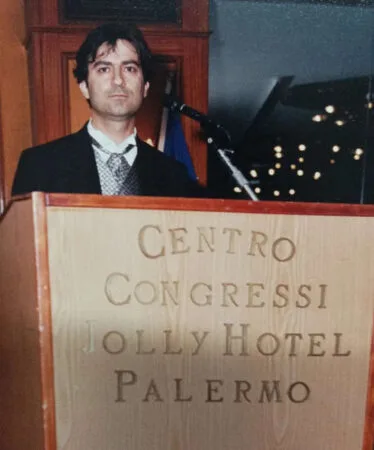 CENTRO
CONGRESSI
JOLLY HOTEL
PALERMO